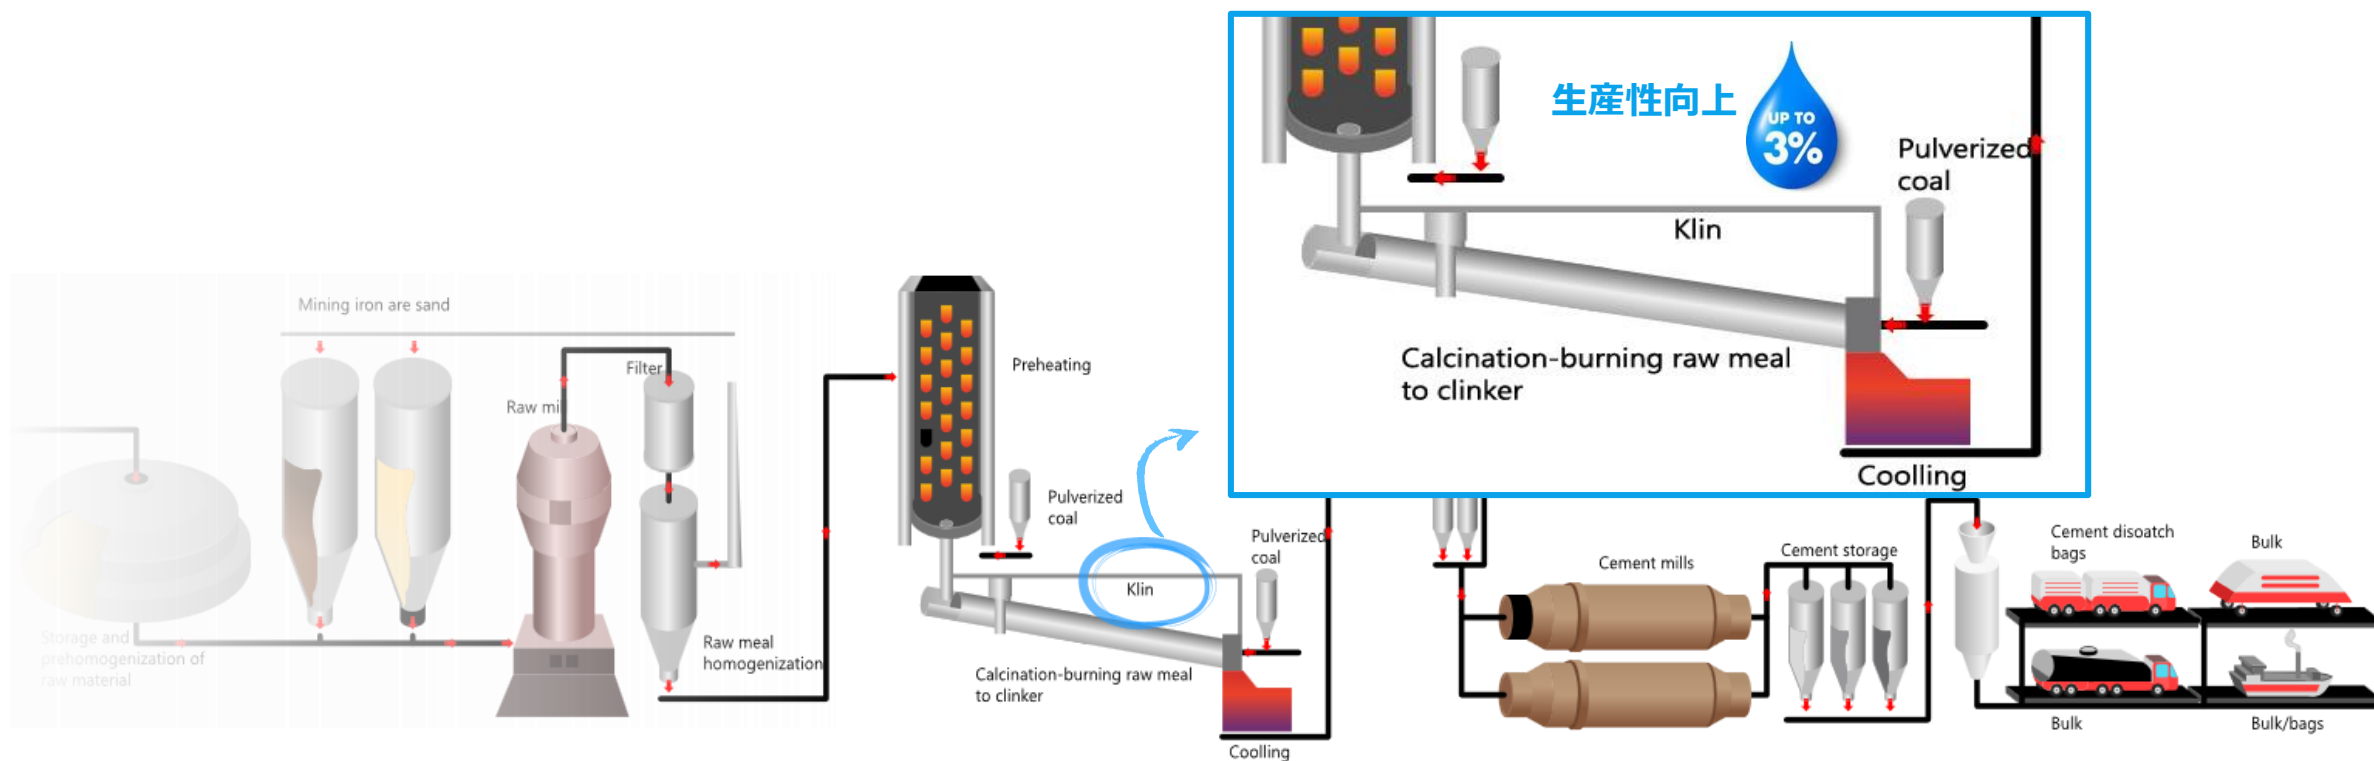 Mining iron are sand
Storage and
prehomogenization of
raw material
Raw mill
Filter
Raw meal
homogenization
Preheating
Pulverized
coal
Klin
Calcination-burning raw meal
to clinker
Pulverized
coal
Coolling
生産性向上
UP TO
3%
Pulverized
coal
Klin
Calcination-burning raw meal
to clinker
Coolling
Cement mills
Cement storage
Cement disoatch
bags
Bulk
Bulk
Bulk/bags